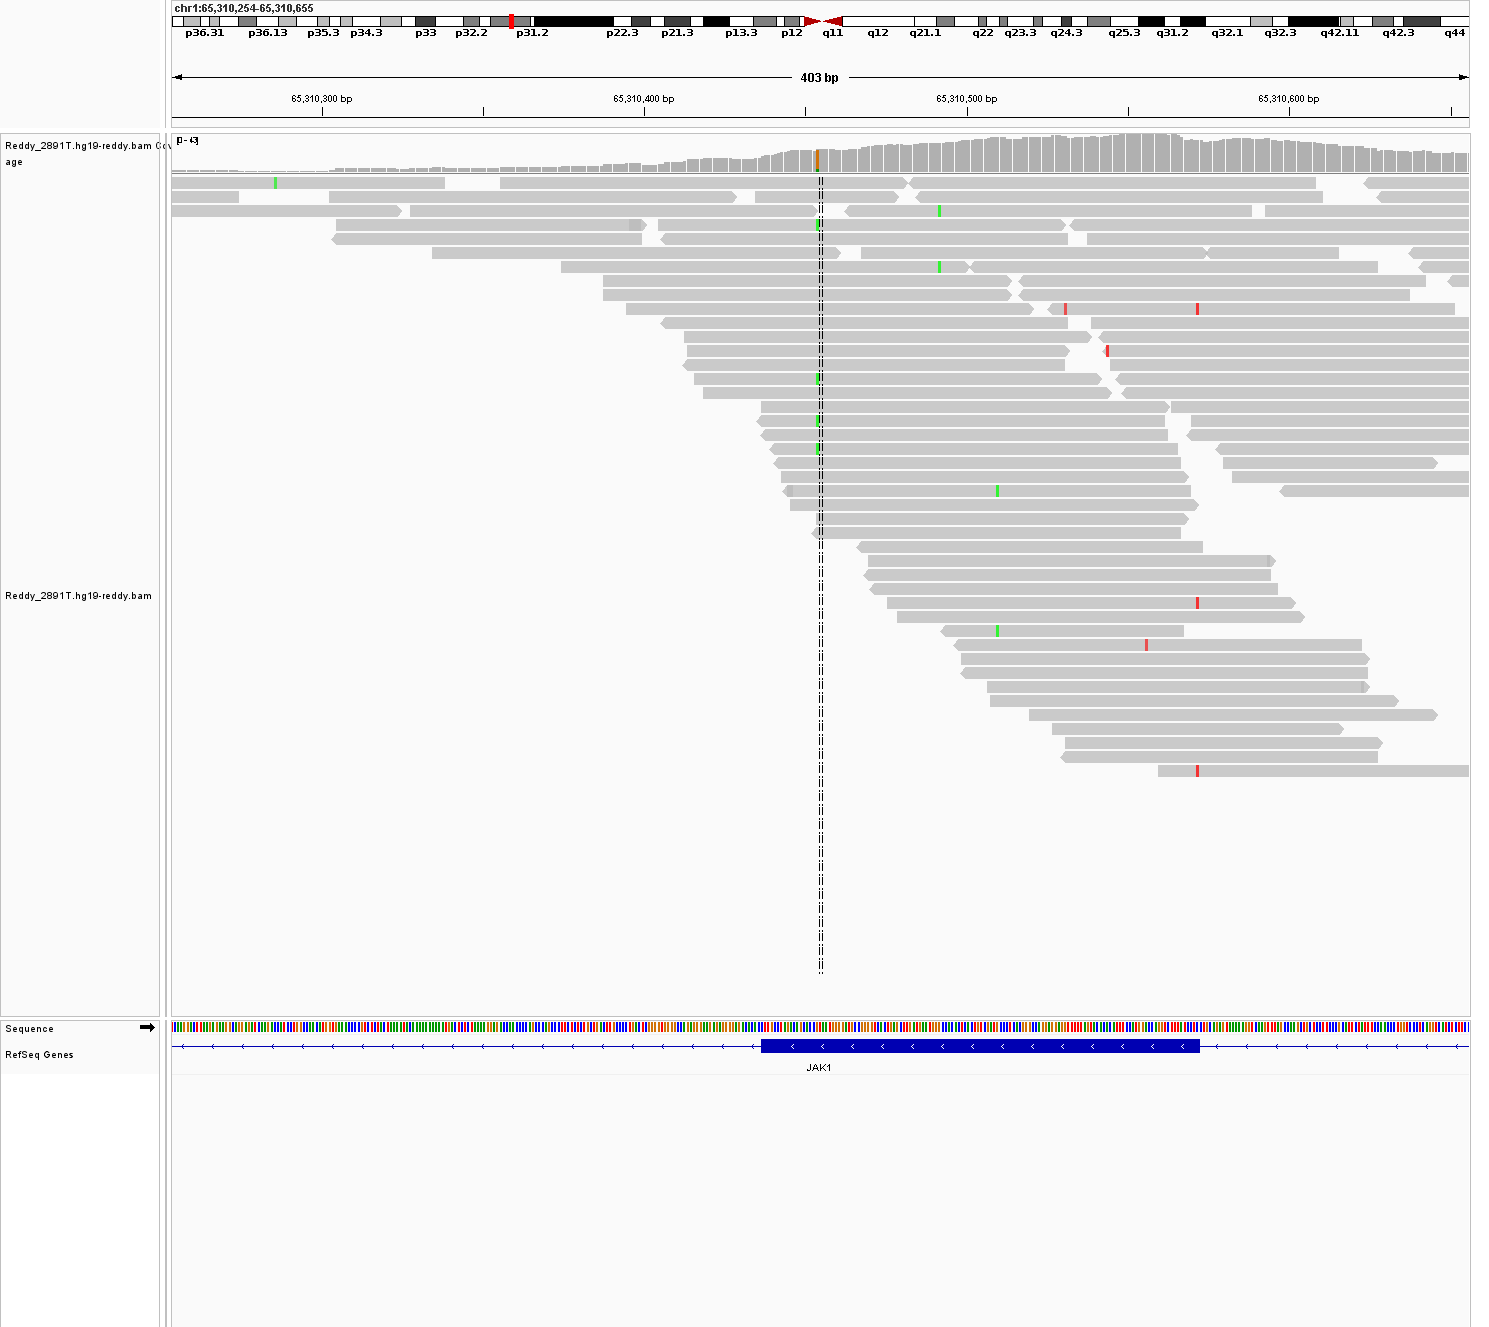 chr1:65,310,254-65,310,655
p36.31 p36.13 p35.3 p34.3 p33 p32.2 p31.2 p22.3 p21.3 p13.3 p12 q11 q12 q21.1 q22 q23.3 q24.3 q25.3 q31.2 q32.1 q32.3 q42.11 q42.3 q44
403 bp
65,310,300 bp 65,310,400 bp 65,310,500 bp 65,310,600 bp
[0 - 43]
Reddy_2891T.hg19-reddy.bam Cov
age
Reddy_2891T.hg19-reddy.bam
Sequence
RefSeq Genes
JAK1